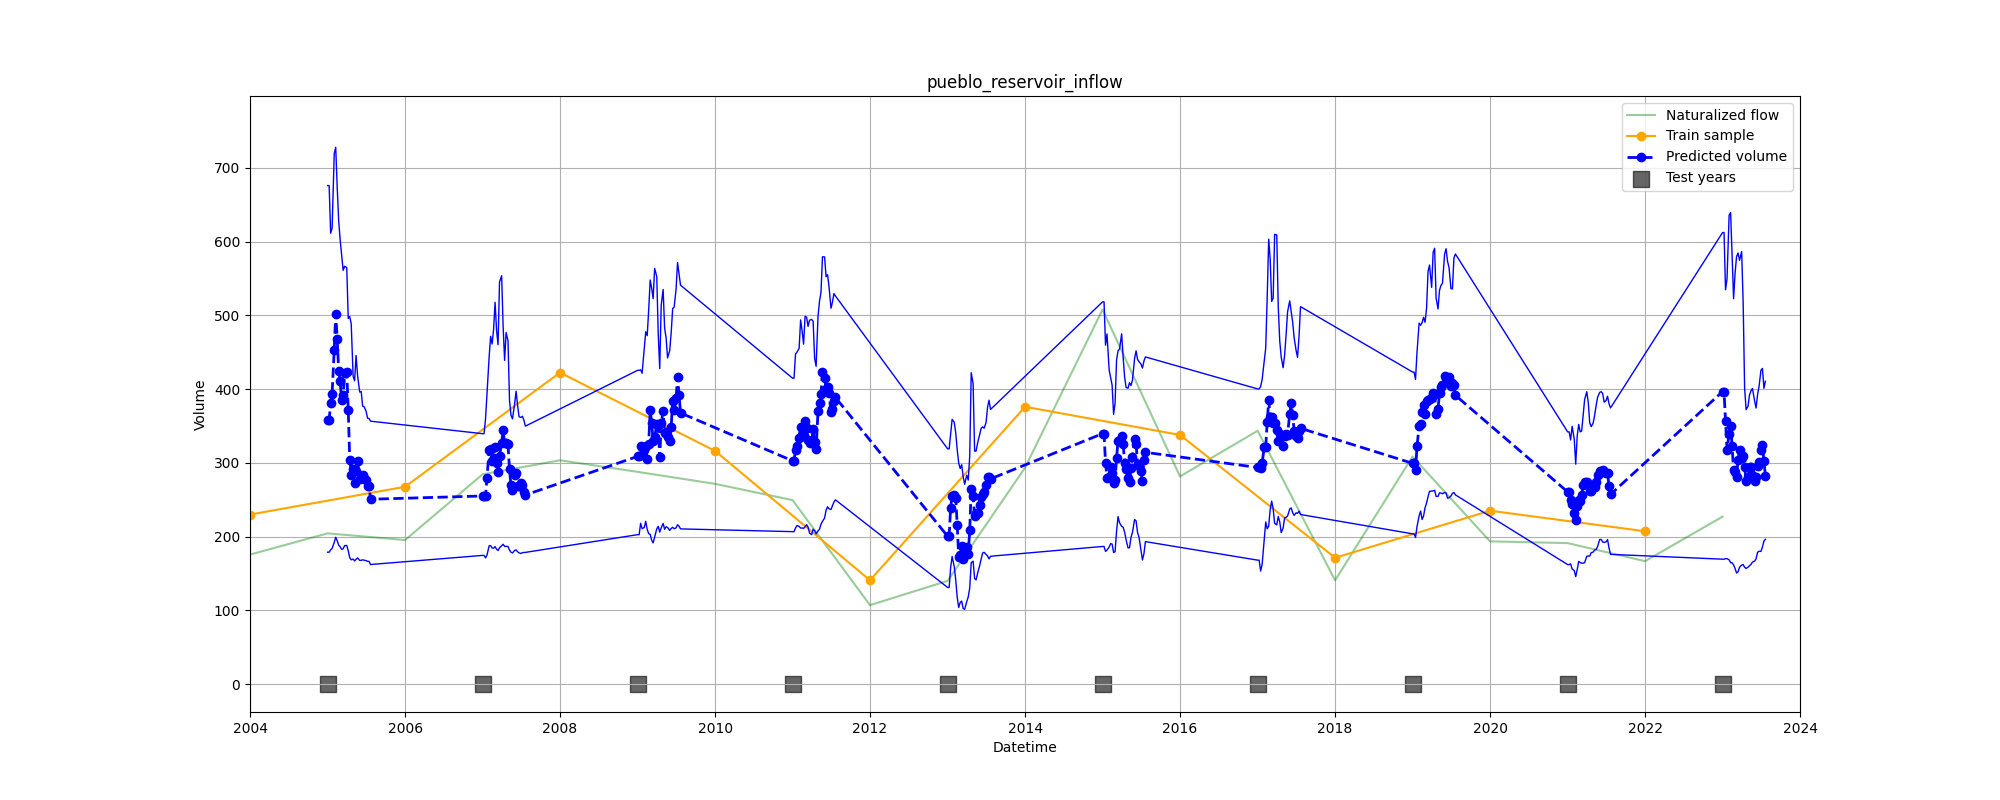 pueblo_reservoir_inflow
Naturalized flow
Train sample
Predicted volume
Test years
Volume
700
600
500
400
300
200
100
0
2004 2006 2008 2010 2012 2014 2016 2018 2020 2022 2024
Datetime